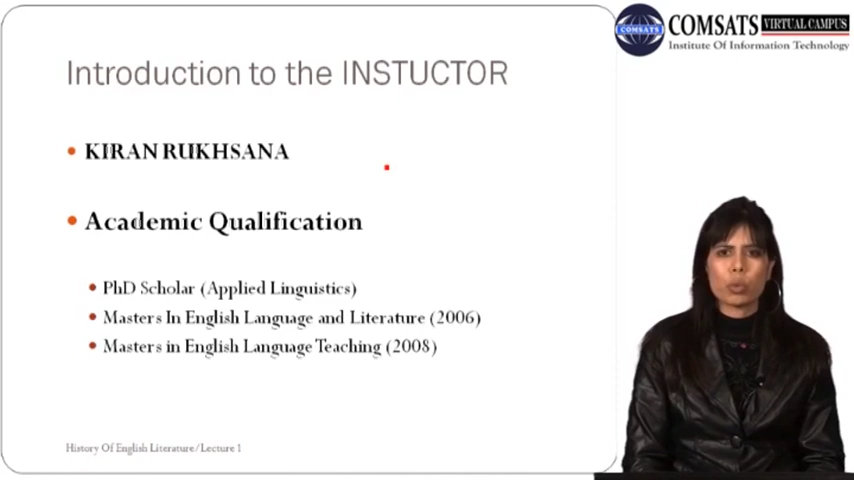 COMSATS VIRTUAL CAMPUS
Institute Of Information Technology
COMSATS
Introduction to the INSTUCTOR
KIRAN RUKHSANA
Academic Qualification
PhD Scholar (Applied Linguistics)
Masters In English Language and Literature (2006)
Masters in English Language Teaching (2008)
History Of English Literature/Lecture 1